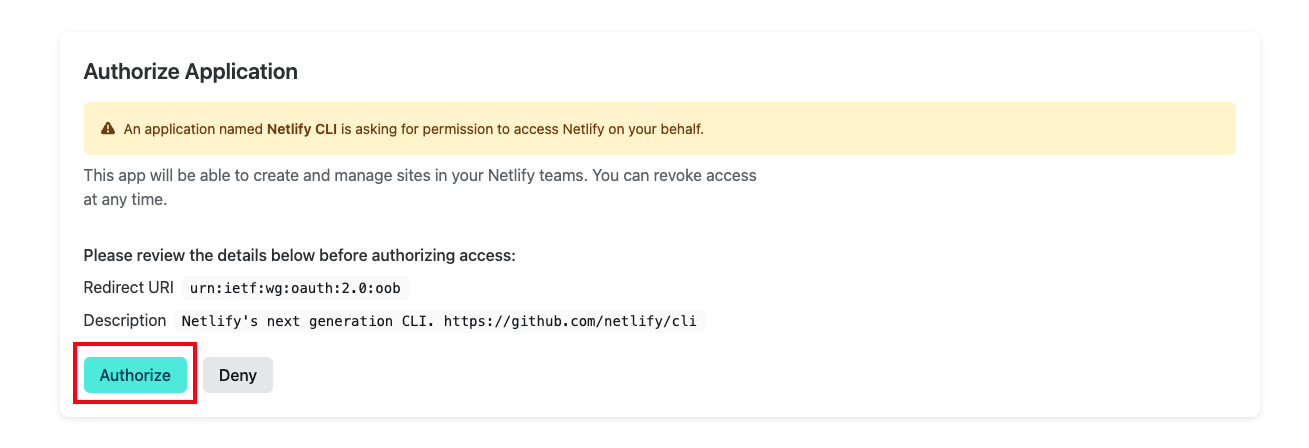 Authorize Application
An application named Netlify CLI is asking for permission to access Netlify on your behalf.
This app will be able to create and manage sites in your Netlify teams. You can revoke access
at any time.
Please review the details below before authorizing access:
Redirect URI urn:ietf:wg:oauth:2.0:oob
Description Netlify's next generation CLI. https://github.com/netlify/cli
Authorize Deny